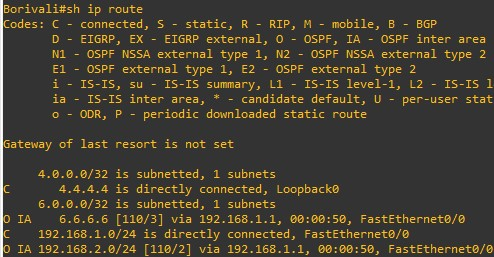 Borivali#sh ip route
Codes: C - connected, S - static, R - RIP, M - mobile, B - BGP
       D - EIGRP, EX - EIGRP external, O - OSPF, IA - OSPF inter area
       N1 - OSPF NSSA external type 1, N2 - OSPF NSSA external type 2
       E1 - OSPF external type 1, E2 - OSPF external type 2
       i - IS-IS, su - IS-IS summary, L1 - IS-IS level-1, L2 - IS-IS l
       ia - IS-IS inter area, * - candidate default, U - per-user stat
       o - ODR, P - periodic downloaded static route
Gateway of last resort is not set
     4.0.0.0/32 is subnetted, 1 subnets
C       4.4.4.4 is directly connected, Loopback0
     6.0.0.0/32 is subnetted, 1 subnets
O IA    6.6.6.6 [110/3] via 192.168.1.1, 00:00:50, FastEthernet0/0
C    192.168.1.0/24 is directly connected, FastEthernet0/0
O IA 192.168.2.0/24 [110/2] via 192.168.1.1, 00:00:50, FastEthernet0/0